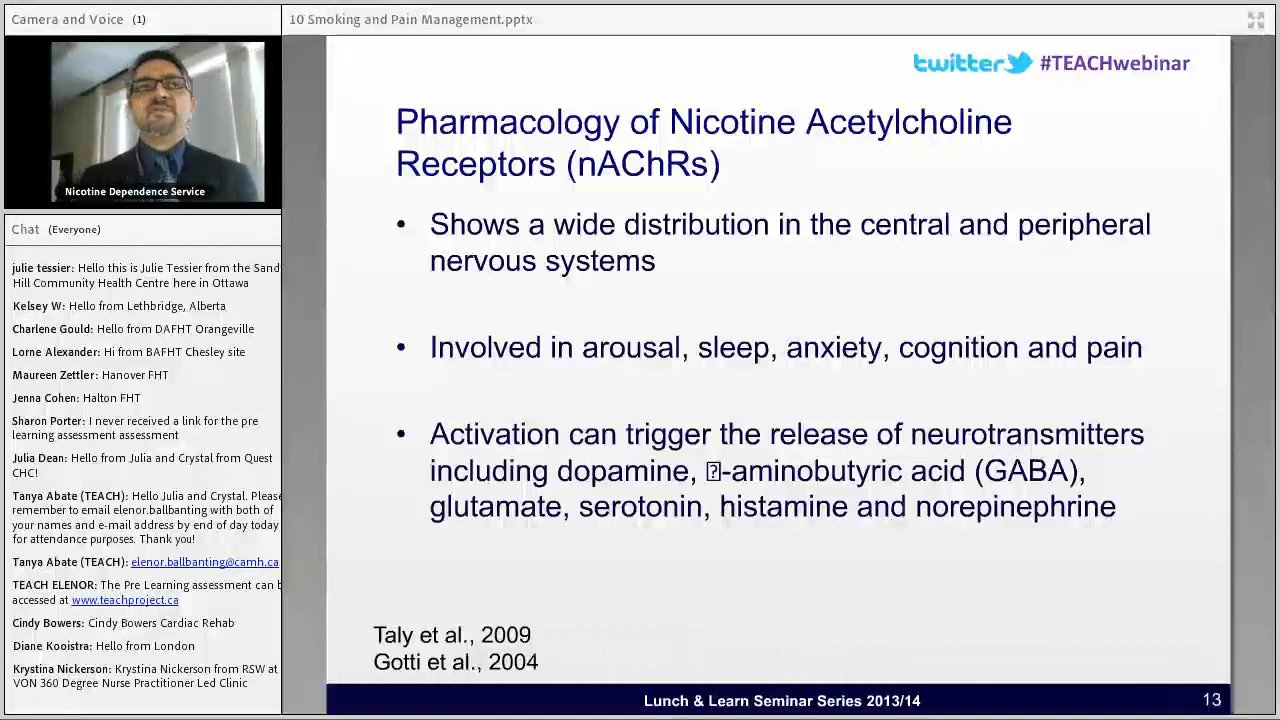 Camera and Voice (1)
10 Smoking and Pain Management.pptx
Nicotine Dependence Service
Chat (Everyone)
julie tessier: Hello this is Julie Tessier from the Sand
Hill Community Health Centre here in Ottawa
Kelsey W: Hello from Lethbridge, Alberta
Charlene Gould: Hello from DAFHT Orangeville
Lorne Alexander: Hi from BAFHT Chesley site
Maureen Zettler: Hanover FHT
Jenna Cohen: Halton FHT
Sharon Porter: I never received a link for the pre
learning assessment assessment
Julia Dean: Hello from Julia and Crystal from Quest
CHC!
Tanya Abate (TEACH): Hello Julia and Crystal. Please
remember to email elenor.ballbanting with both of
your names and e-mail address by end of day today
for attendance purposes. Thank you!
Tanya Abate (TEACH): elenor.ballbanting@camh.ca
TEACH ELENOR: The Pre Learning assessment can b
accessed at www.teachproject.ca
Cindy Bowers: Cindy Bowers Cardiac Rehab
Diane Kooistra: Hello from London
Krystina Nickerson: Krystina Nickerson from RSW at
VON 360 Degree Nurse Practitioner Led Clinic
twitter #TEACHwebinar
Pharmacology of Nicotine Acetylcholine
Receptors (nAChRs)
• Shows a wide distribution in the central and peripheral
nervous systems
• Involved in arousal, sleep, anxiety, cognition and pain
• Activation can trigger the release of neurotransmitters
including dopamine, -aminobutyric acid (GABA),
glutamate, serotonin, histamine and norepinephrine
Taly et al., 2009
Gotti et al., 2004
Lunch & Learn Seminar Series 2013/14
13